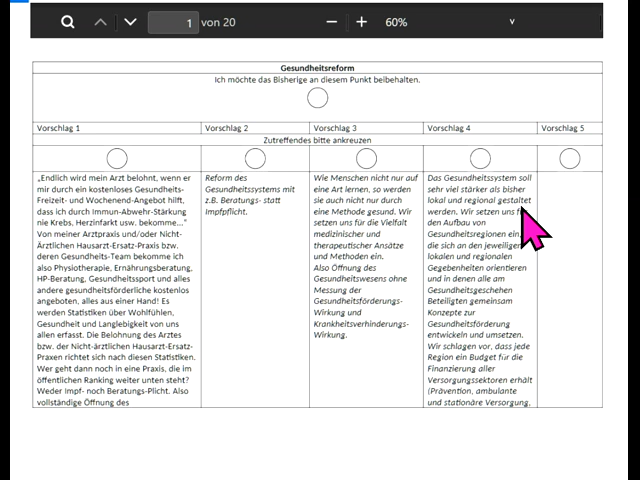 1 von 20 60%
Gesundheitsreform
Ich möchte das Bisherige an diesem Punkt beibehalten.
Vorschlag 1 Vorschlag 2 Vorschlag 3 Vorschlag 4 Vorschlag 5
Zutreffendes bitte ankreuzen
„Endlich wird mein Arzt belohnt, wenn er
mir durch ein kostenloses Gesundheits-
Freizeit- und Wochenend-Angebot hilft,
dass ich durch Immun-Abwehr-Stärkung
nie Krebs, Herzinfarkt usw. bekomme...“
Von meiner Arztpraxis und/oder Nicht-
Ärztlichen Hausarzt-Ersatz-Praxis bzw.
deren Gesundheits-Team bekomme ich
also Physiotherapie, Ernährungsberatung,
HP-Beratung, Gesundheitssport und alles
andere gesundheitsförderliche kostenlos
angeboten, alles aus einer Hand! Es
werden Statistiken über Wohlfühlen,
Gesundheit und Langlebigkeit von uns
allen erfasst. Die Belohnung des Arztes
bzw. der Nicht-ärztlichen Hausarzt-Ersatz-
Praxen richtet sich nach diesen Statistiken.
Wer geht dann noch in eine Praxis, die im
öffentlichen Ranking weiter unten steht?
Weder Impf- noch Beratungs-Plicht. Also
vollständige Öffnung des
Reform des
Gesundheitssystems mit
z.B. Beratungs- statt
Impfpflicht.
Wie Menschen nicht nur auf
eine Art lernen, so werden
sie auch nicht nur durch
eine Methode gesund. Wir
setzen uns für die Vielfalt
medizinischer und
therapeutischer Ansätze
und Methoden ein.
Also Öffnung des
Gesundheitswesens ohne
Messung der
Gesundheitsförderungs-
Wirkung und
Krankheitsverhinderungs-
Wirkung.
Das Gesundheitssystem soll
sehr viel stärker als bisher
lokal und regional gestaltet
werden. Wir setzen uns
den Aufbau von
Gesundheitsregionen ein,
die sich an den jeweiligen
lokalen und regionalen
Gegebenheiten orientieren
und in denen alle am
Gesundheitsgeschehen
Beteiligten gemeinsam
Konzepte zur
Gesundheitsförderung
entwickeln und umsetzen.
Wir schlagen vor, dass jede
Region ein Budget für die
Finanzierung aller
Versorgungssektoren erhält
(Prävention, ambulante
und stationäre Versorgung,